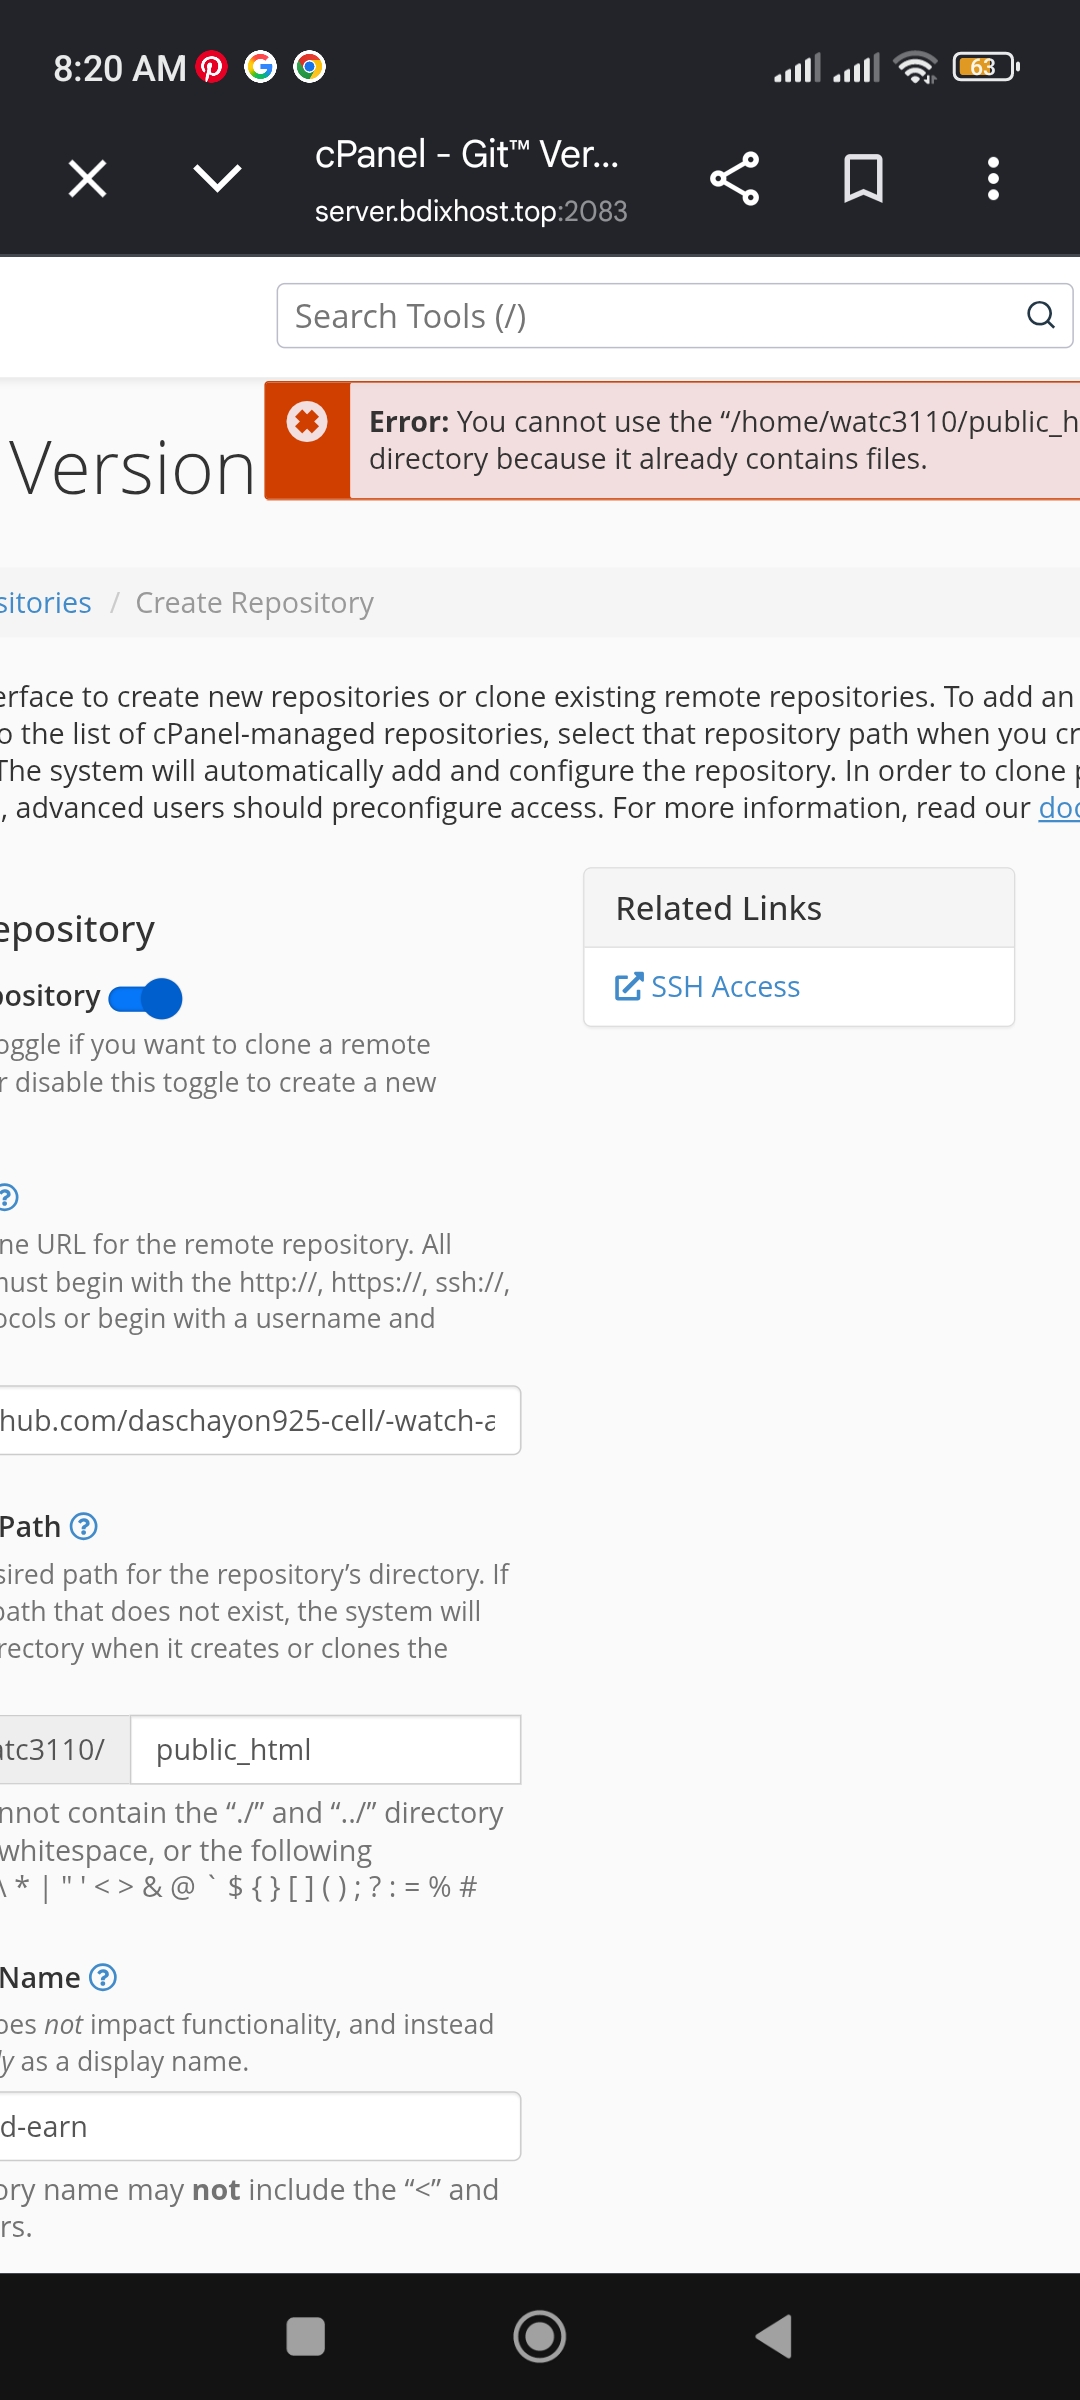 8:20 AM
63
cPanel - Git™ Ver...
server.bdixhost.top:2083
Search Tools (/)
Version
Error: You cannot use the “/home/watc3110/public_h
directory because it already contains files.
sitories / Create Repository
erface to create new repositories or clone existing remote repositories. To add an
o the list of cPanel-managed repositories, select that repository path when you cr
The system will automatically add and configure the repository. In order to clone p
, advanced users should preconfigure access. For more information, read our doc
Related Links
epository
SSH Access
pository
oggle if you want to clone a remote
r disable this toggle to create a new
ne URL for the remote repository. All
must begin with the http://, https://, ssh://,
ocols or begin with a username and
hub.com/daschayon925-cell/-watch-a
Path
sired path for the repository’s directory. If
path that does not exist, the system will
rectory when it creates or clones the
atc3110/ public_html
nnot contain the “./” and “../” directory
whitespace, or the following
\ * | " ' < > & @ ` $ { } [ ] ( ) ; ? : = % #
Name
oes not impact functionality, and instead
ly as a display name.
d-earn
ory name may not include the “<” and
rs.